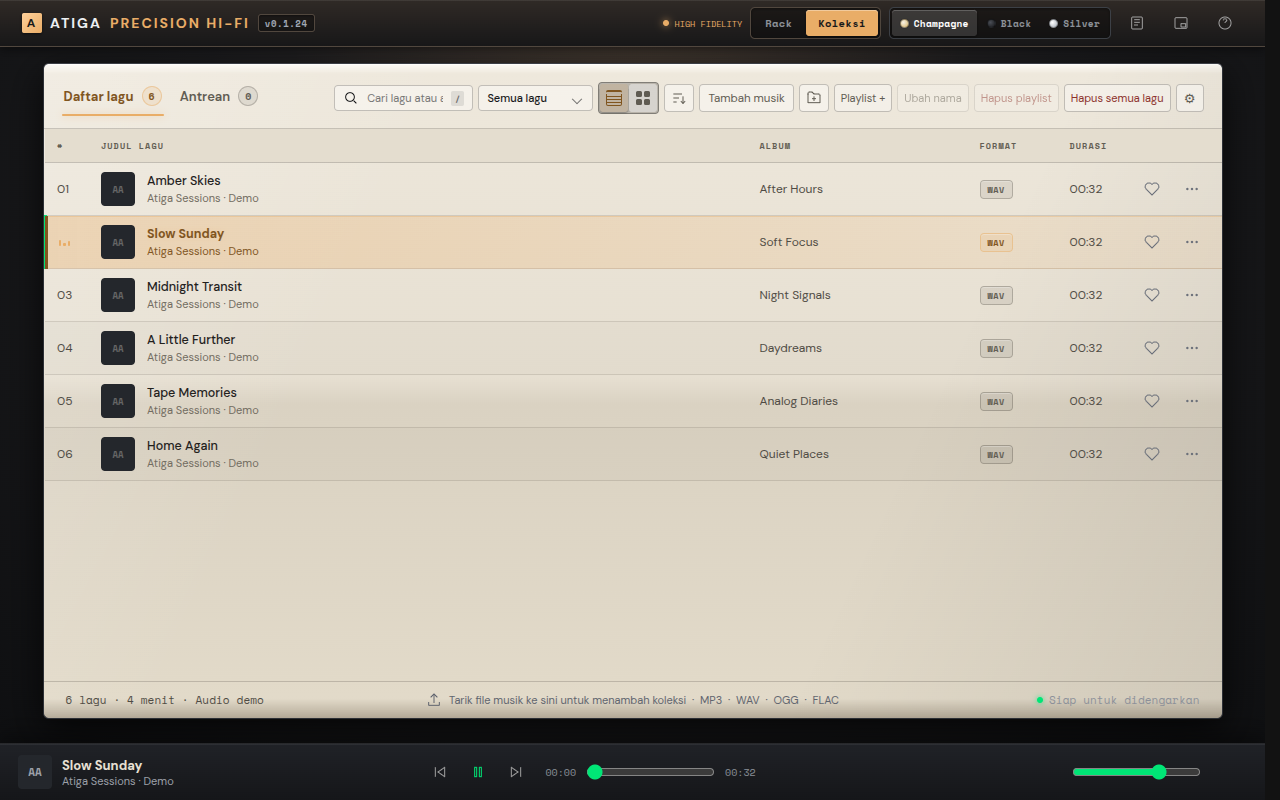 A ATIGA PRECISION HI-FI v0.1.24 HIGH FIDELITY Rack Koleksi Champagne Black Silver
Daftar lagu 6 Antrean 0 Cari lagu atau / Semua lagu Tambah musik Playlist + Ubah nama Hapus playlist Hapus semua lagu
JUDUL LAGU ALBUM FORMAT DURASI
01 AA Amber Skies After Hours WAV 00:32
Atiga Sessions · Demo
AA Slow Sunday Soft Focus WAV 00:32
Atiga Sessions · Demo
03 AA Midnight Transit Night Signals WAV 00:32
Atiga Sessions · Demo
04 AA A Little Further Daydreams WAV 00:32
Atiga Sessions · Demo
05 AA Tape Memories Analog Diaries WAV 00:32
Atiga Sessions · Demo
06 AA Home Again Quiet Places WAV 00:32
Atiga Sessions · Demo
6 lagu · 4 menit · Audio demo Tarik file musik ke sini untuk menambah koleksi · MP3 · WAV · OGG · FLAC Siap untuk didengarkan
AA Slow Sunday 00:00 00:32
Atiga Sessions · Demo